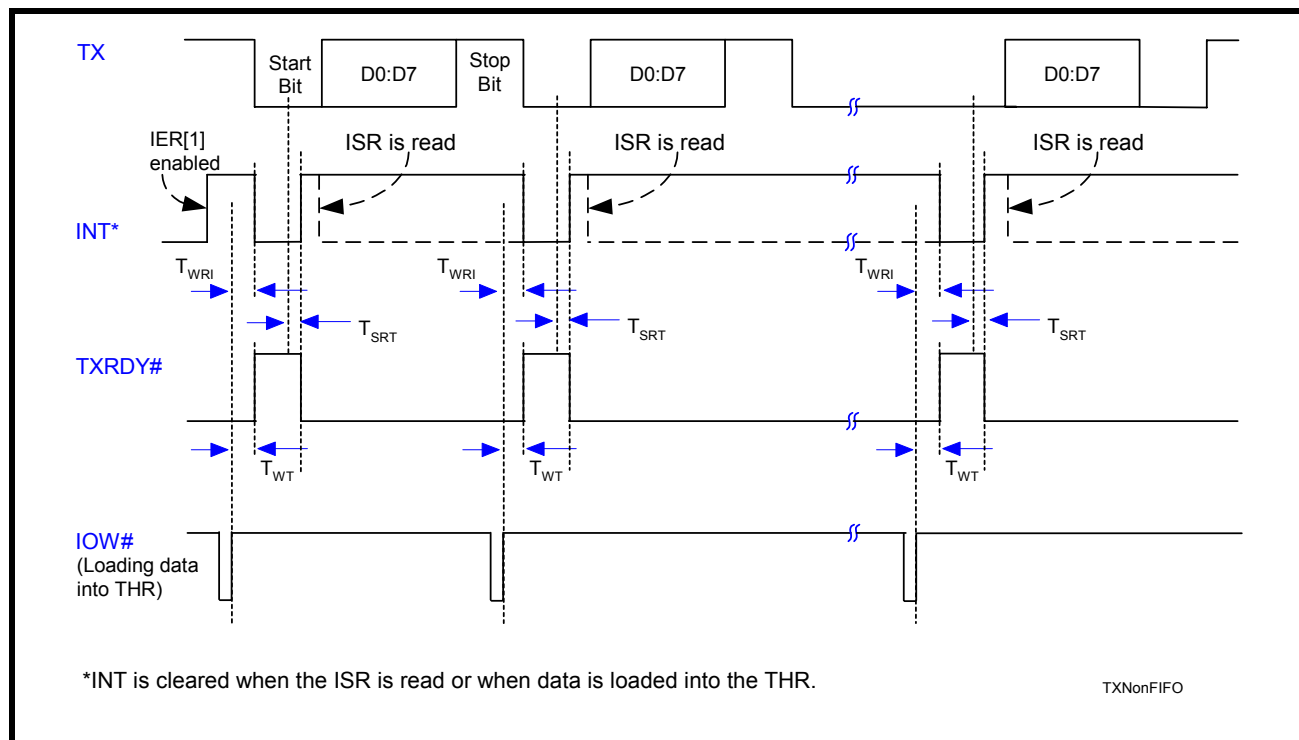 TX
Start
Bit
D0:D7
Stop
Bit
D0:D7
D0:D7
IER[1]
enabled
ISR is read
ISR is read
ISR is read
INT*
TWRI
TWRI
TWRI
TSRT
TSRT
TSRT
TXRDY#
TWT
TWT
TWT
IOW#
(Loading data
into THR)
*INT is cleared when the ISR is read or when data is loaded into the THR.
TXNonFIFO